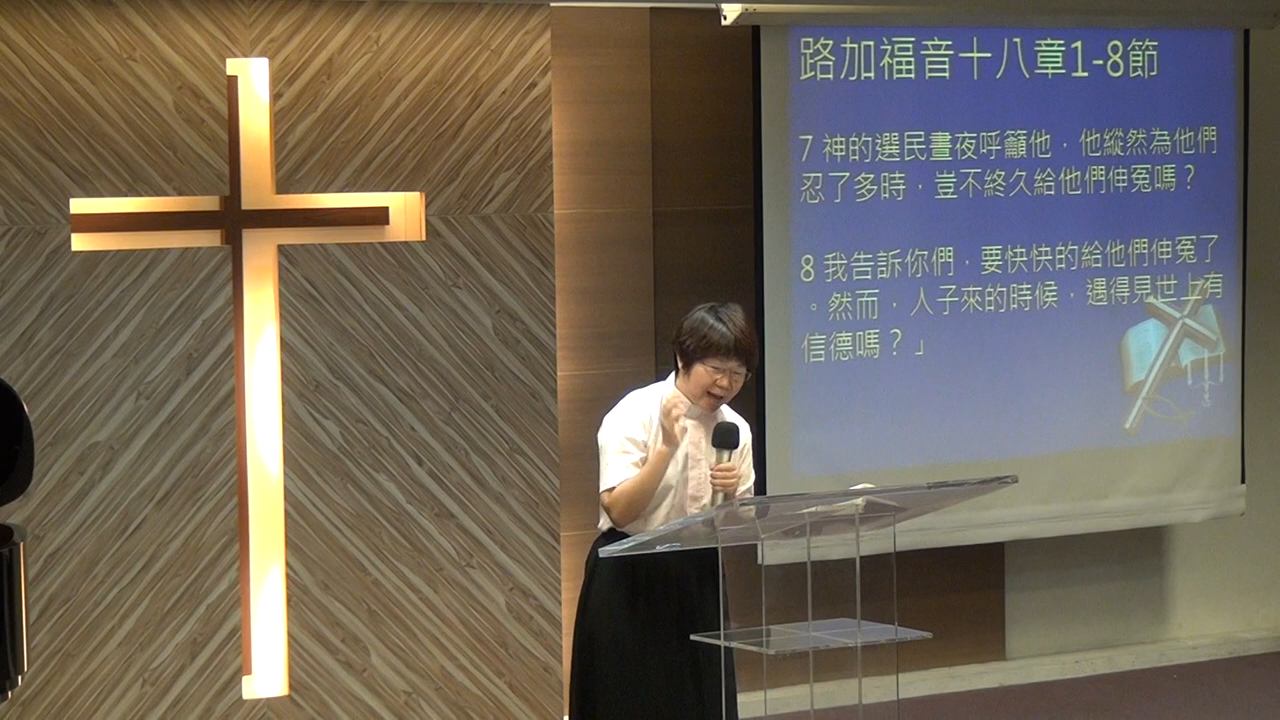 路加福音十八章1-8節
7 神的選民晝夜呼籲他，他縱然為他們
忍了多時，豈不終久給他們伸冤嗎？
8 我告訴你們，要快快的給他們伸冤了
。然而，人子來的時候，遇得見世上有
信德嗎？」